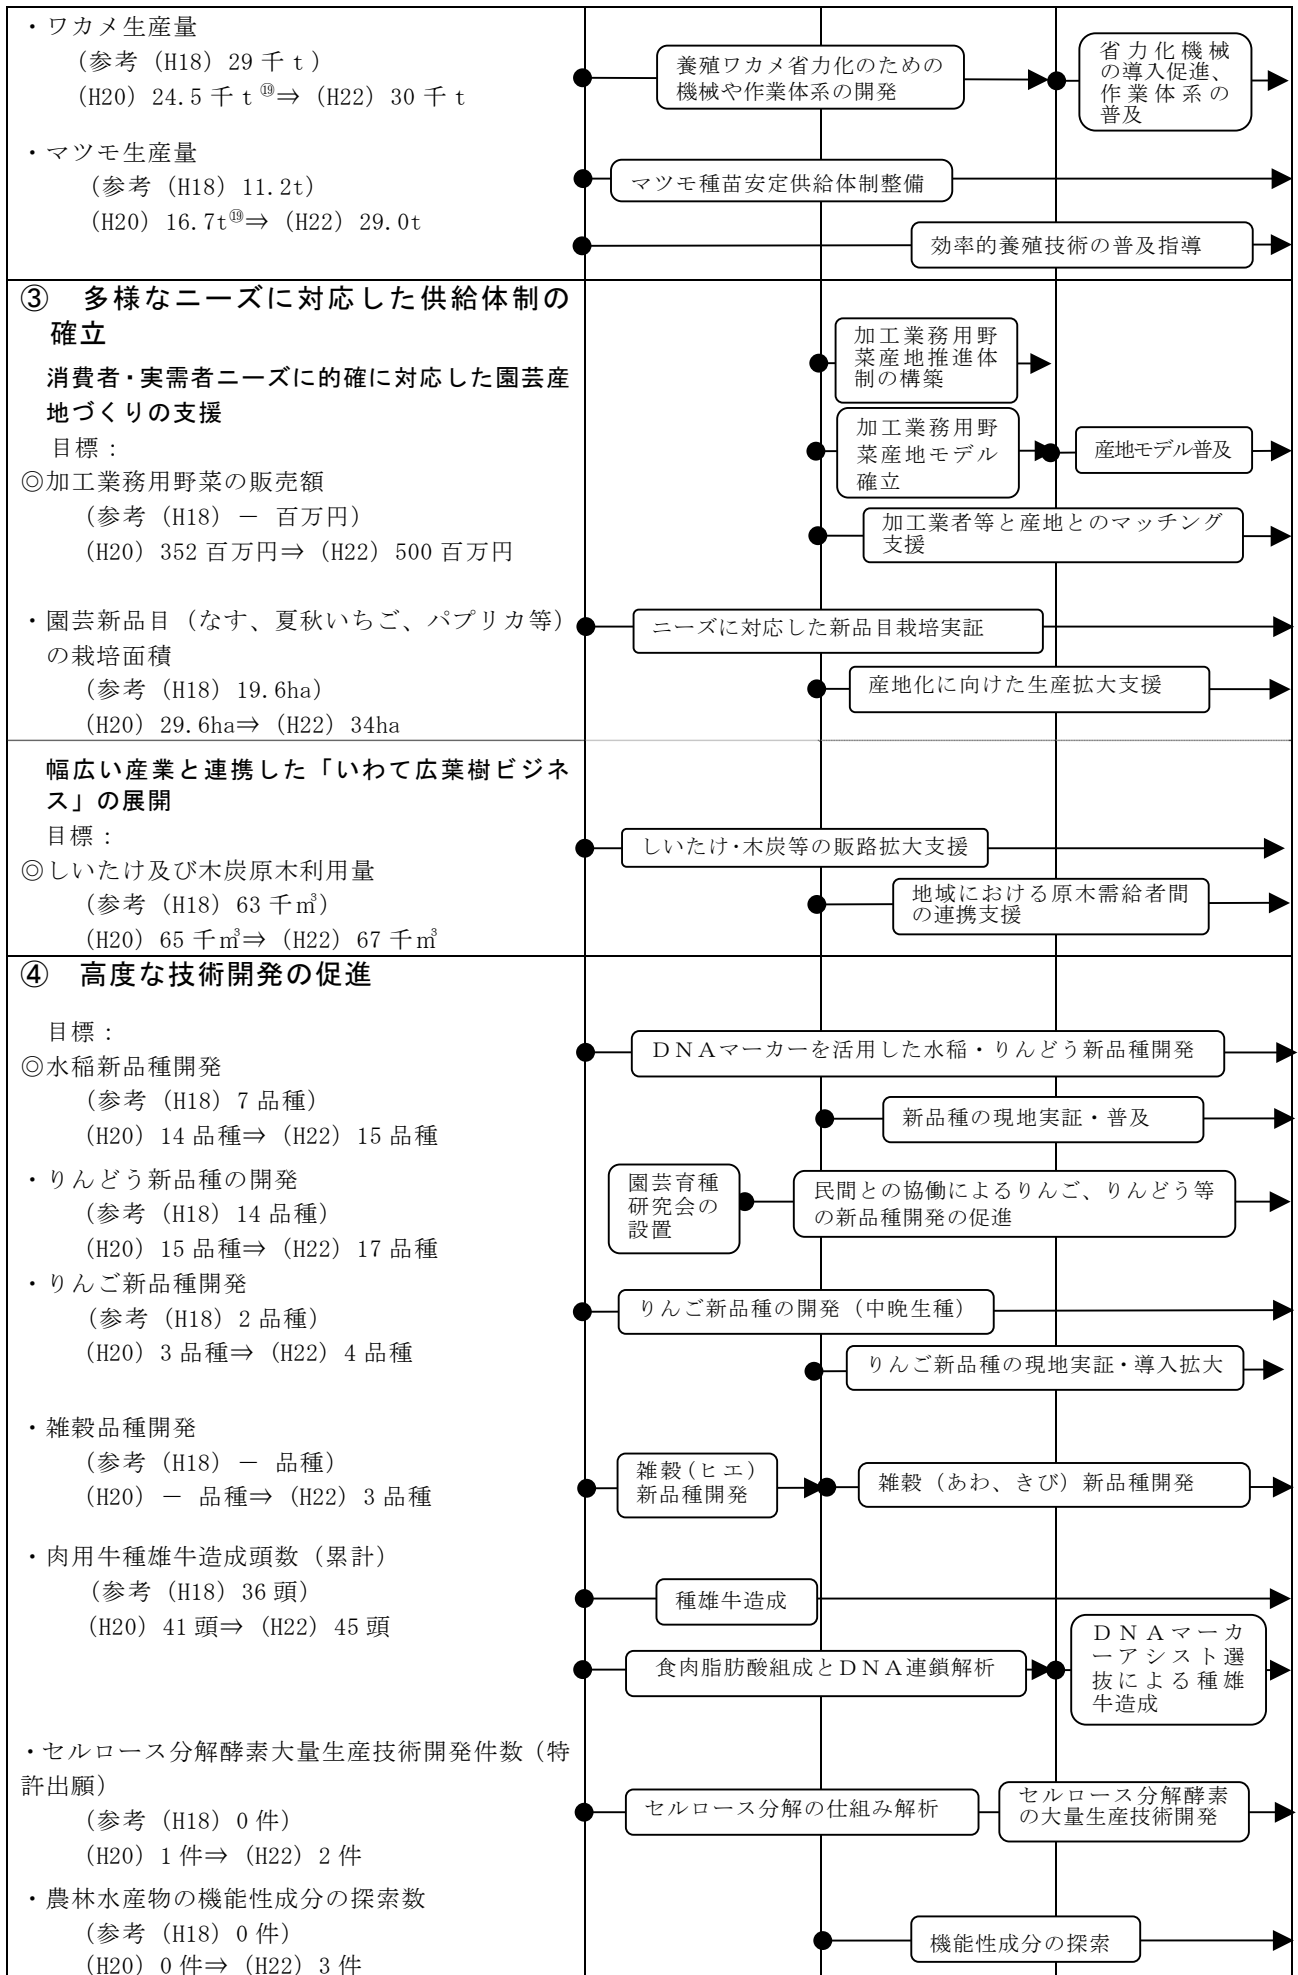 ・ワカメ生産量
（参考（H18）29 千ｔ）
（H20）24.5 千ｔ⑲⇒（H22）30 千ｔ
養殖ワカメ省力化のための
機械や作業体系の開発
省力化機械
の導入促進、
作業体系の
普及
・マツモ生産量
（参考（H18）11.2t）
（H20）16.7t⑲⇒（H22）29.0t
マツモ種苗安定供給体制整備
効率的養殖技術の普及指導
③　多様なニーズに対応した供給体制の
確立
消費者・実需者ニーズに的確に対応した園芸産
地づくりの支援
目標：
◎加工業務用野菜の販売額
（参考（H18）－ 百万円）
（H20）352 百万円⇒（H22）500 百万円
加工業務用野
菜産地推進体
制の構築
加工業務用野
菜産地モデル
確立
産地モデル普及
加工業者等と産地とのマッチング
支援
・園芸新品目（なす、夏秋いちご、パプリカ等）
の栽培面積
（参考（H18）19.6ha）
（H20）29.6ha⇒（H22）34ha
ニーズに対応した新品目栽培実証
産地化に向けた生産拡大支援
幅広い産業と連携した「いわて広葉樹ビジネ
ス」の展開
目標：
◎しいたけ及び木炭原木利用量
（参考（H18）63 千㎥）
（H20）65 千㎥⇒（H22）67 千㎥
しいたけ・木炭等の販路拡大支援
地域における原木需給者間
の連携支援
④　高度な技術開発の促進
目標：
◎水稲新品種開発
（参考（H18）7 品種）
（H20）14 品種⇒（H22）15 品種
ＤＮＡマーカーを活用した水稲・りんどう新品種開発
新品種の現地実証・普及
・りんどう新品種の開発
（参考（H18）14 品種）
（H20）15 品種⇒（H22）17 品種
園芸育種
研究会の
設置
民間との協働によるりんご、りんどう等
の新品種開発の促進
・りんご新品種開発
（参考（H18）2 品種）
（H20）3 品種⇒（H22）4 品種
りんご新品種の開発（中晩生種）
りんご新品種の現地実証・導入拡大
・雑穀品種開発
（参考（H18）－ 品種）
（H20）－ 品種⇒（H22）3 品種
雑穀（ヒエ）
新品種開発
雑穀（あわ、きび）新品種開発
・肉用牛種雄牛造成頭数（累計）
（参考（H18）36 頭）
（H20）41 頭⇒（H22）45 頭
種雄牛造成
食肉脂肪酸組成とＤＮＡ連鎖解析
ＤＮＡマーカ
ーアシスト選
抜による種雄
牛造成
・セルロース分解酵素大量生産技術開発件数（特
許出願）
（参考（H18）0 件）
（H20）1 件⇒（H22）2 件
セルロース分解の仕組み解析
セルロース分解酵素
の大量生産技術開発
・農林水産物の機能性成分の探索数
（参考（H18）0 件）
（H20）0 件⇒（H22）3 件
機能性成分の探索